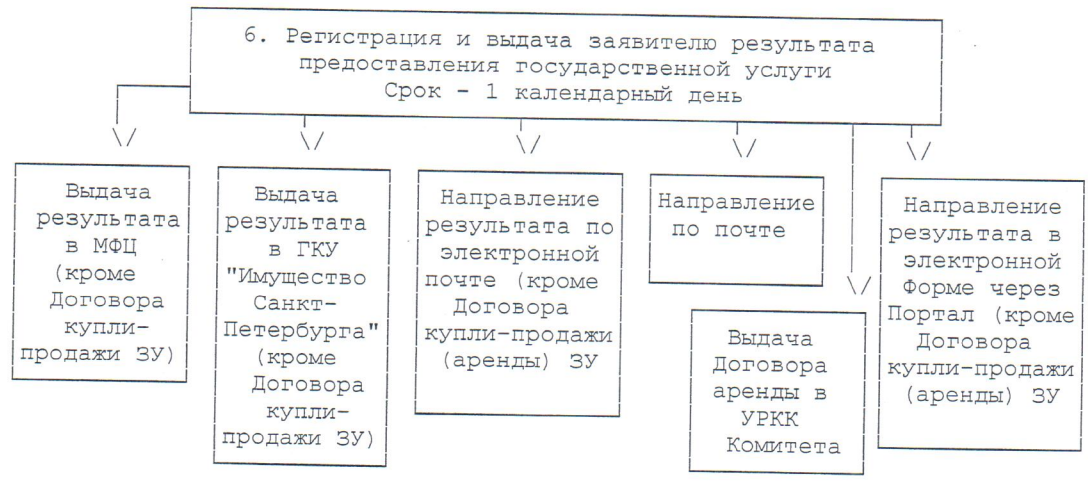 6. Регистрация и выдача заявителю результата
предоставления государственной услуги
Срок - 1 календарный день
Выдача
результата
в МФЦ
(кроме
Договора
купли-
продажи ЗУ)
Выдача
результата
в ГКУ
"Имущество
Санкт-
Петербурга"
(кроме
Договора
купли-
продажи ЗУ)
Направление
результата по
электронной
почте (кроме
Договора
купли-продажи
(аренды) ЗУ
Направление
по почте
Выдача
Договора
аренды в
УРКК
Комитета
Направление
результата в
электронной
Форме через
Портал (кроме
Договора
купли-продажи
(аренды) ЗУ